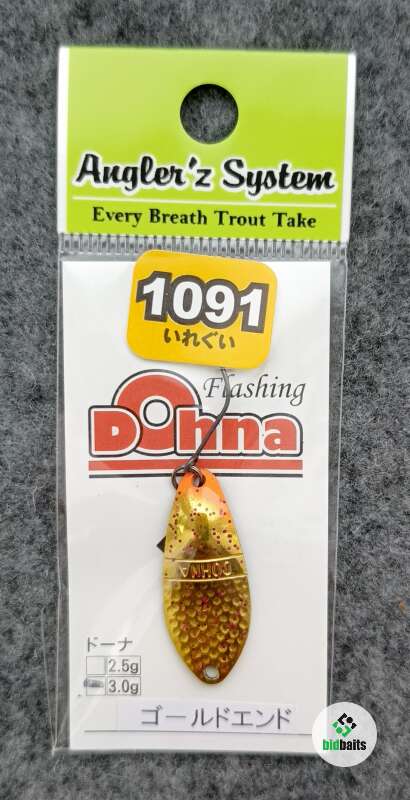 Angler'z System
Every Breath Trout Take
1091
いれぐい
Flashing
Dohna
DOHNA
ドーナ
2.5g
3.0g
ゴールドエンド
bidbaits